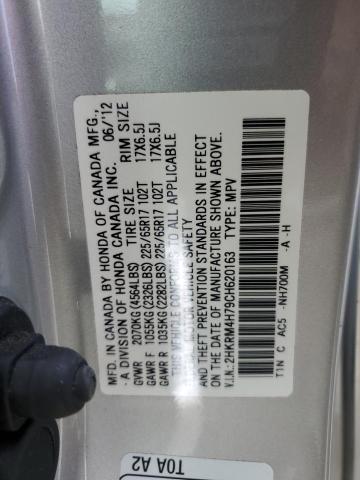 MFD. IN CANADA BY HONDA OF CANADA MFG.,
- A DIVISION OF HONDA CANADA INC. 06/'12
TIRE SIZE RIM SIZE
GVWR 2070KG (4564LBS)
GAWR F 1055KG (2326LBS) 225/65R17 102T 17X6.5J
GAWR R 1035KG (2282LBS) 225/65R17 102T 17X6.5J
THIS VEHICLE CONFORMS TO ALL APPLICABLE
FEDERAL MOTOR VEHICLE SAFETY
AND THEFT PREVENTION STANDARDS IN EFFECT
ON THE DATE OF MANUFACTURE SHOWN ABOVE.
V.I.N.: 2HKRM4H79CH620163 TYPE: MPV
T1N C AC5 -NH700M -A -H
T0A A2